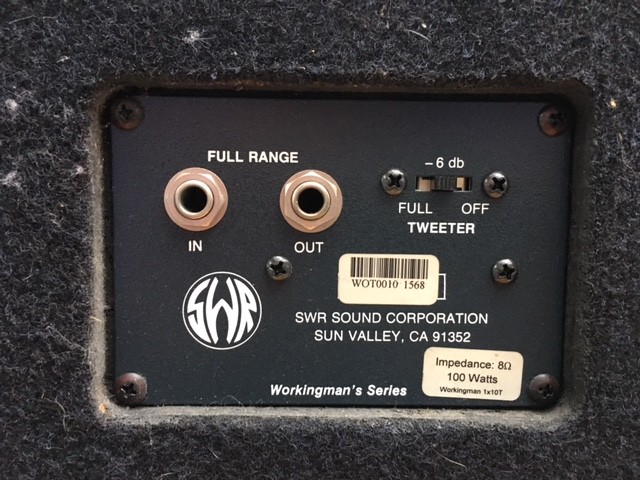 FULL RANGE
– 6 db
FULL OFF
TWEETER
IN OUT
WOT0010 1568
SWR
SWR SOUND CORPORATION
SUN VALLEY, CA 91352
Impedance: 8Ω
100 Watts
Workingman 1x10T
Workingman's Series